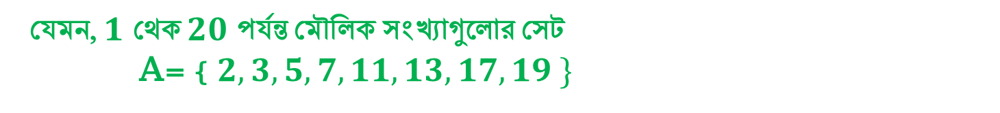 যেমন, 1 থেক 20 পর্যন্ত মৌলিক সংখ্যাগুলোর সেট
A= { 2, 3, 5, 7, 11, 13, 17, 19 }